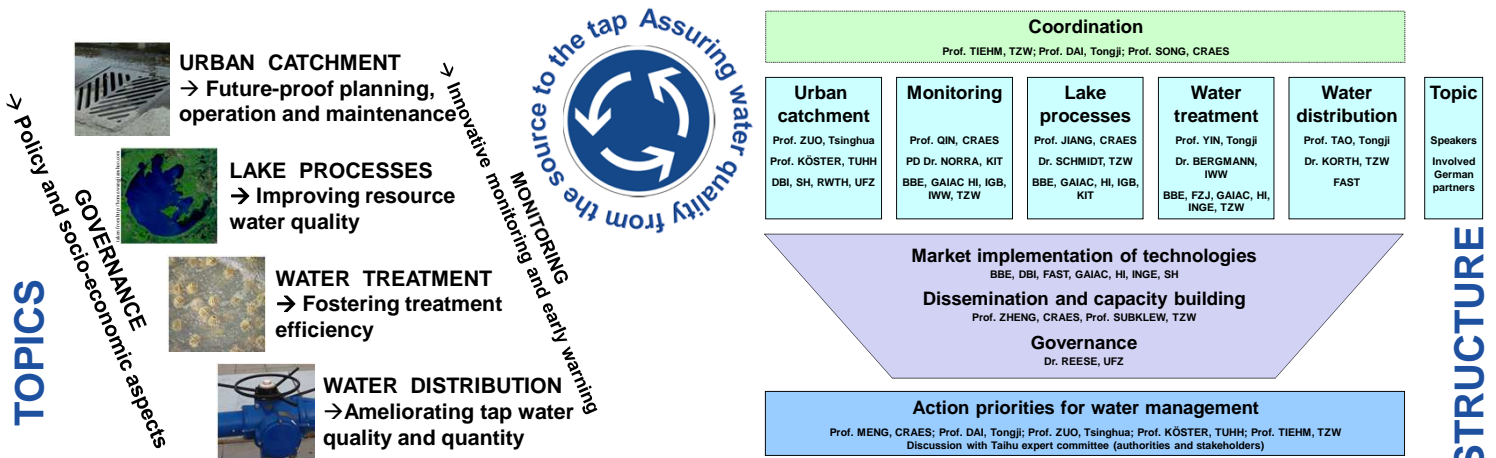 TOPICS
→ Policy and socio-economic aspects
GOVERNANCE
URBAN CATCHMENT
→ Future-proof planning,
operation and maintenance
LAKE PROCESSES
→ Improving resource
water quality
WATER TREATMENT
→ Fostering treatment
efficiency
WATER DISTRIBUTION
→Ameliorating tap water
quality and quantity
→ Innovative monitoring and early warning
MONITORING
Assuring water quality from the source to the tap
Coordination
Prof. TIEHM, TZW; Prof. DAI, Tongji; Prof. SONG, CRAES
Urban
catchment
Prof. ZUO, Tsinghua
Prof. KÖSTER, TUHH
DBI, SH, RWTH, UFZ
Monitoring
Prof. QIN, CRAES
PD Dr. NORRA, KIT
BBE, GAIAC HI, IGB,
IWW, TZW
Lake
processes
Prof. JIANG, CRAES
Dr. SCHMIDT, TZW
BBE, GAIAC, HI, IGB,
KIT
Water
treatment
Prof. YIN, Tongji
Dr. BERGMANN,
IWW
BBE, FZJ, GAIAC, HI,
INGE, TZW
Water
distribution
Prof. TAO, Tongji
Dr. KORTH, TZW
FAST
Topic
Speakers
Involved
German
partners
Market implementation of technologies
BBE, DBI, FAST, GAIAC, HI, INGE, SH
Dissemination and capacity building
Prof. ZHENG, CRAES, Prof. SUBKLEW, TZW
Governance
Dr. REESE, UFZ
Action priorities for water management
Prof. MENG, CRAES; Prof. DAI, Tongji; Prof. ZUO, Tsinghua; Prof. KÖSTER, TUHH; Prof. TIEHM, TZW
Discussion with Taihu expert committee (authorities and stakeholders)
STRUCTURE